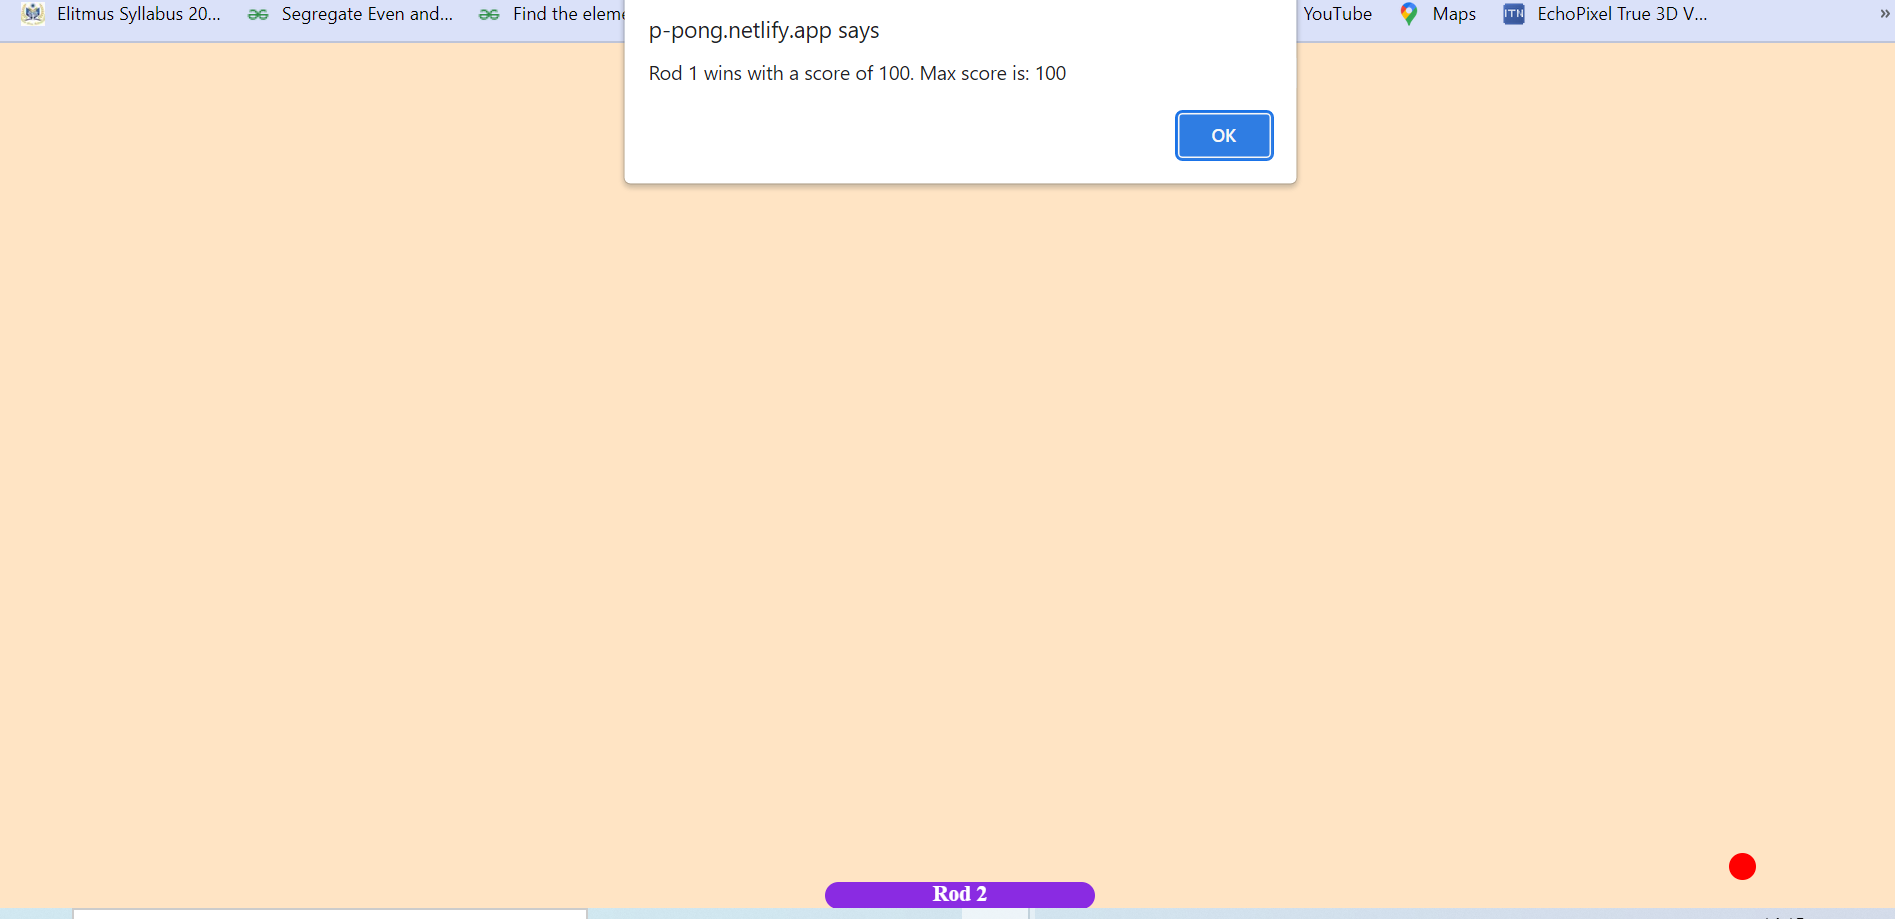 Elitmus Syllabus 20... Segregate Even and... Find the eleme YouTube Maps ITN EchoPixel True 3D V... »
p-pong.netlify.app says
Rod 1 wins with a score of 100. Max score is: 100
OK
Rod 2